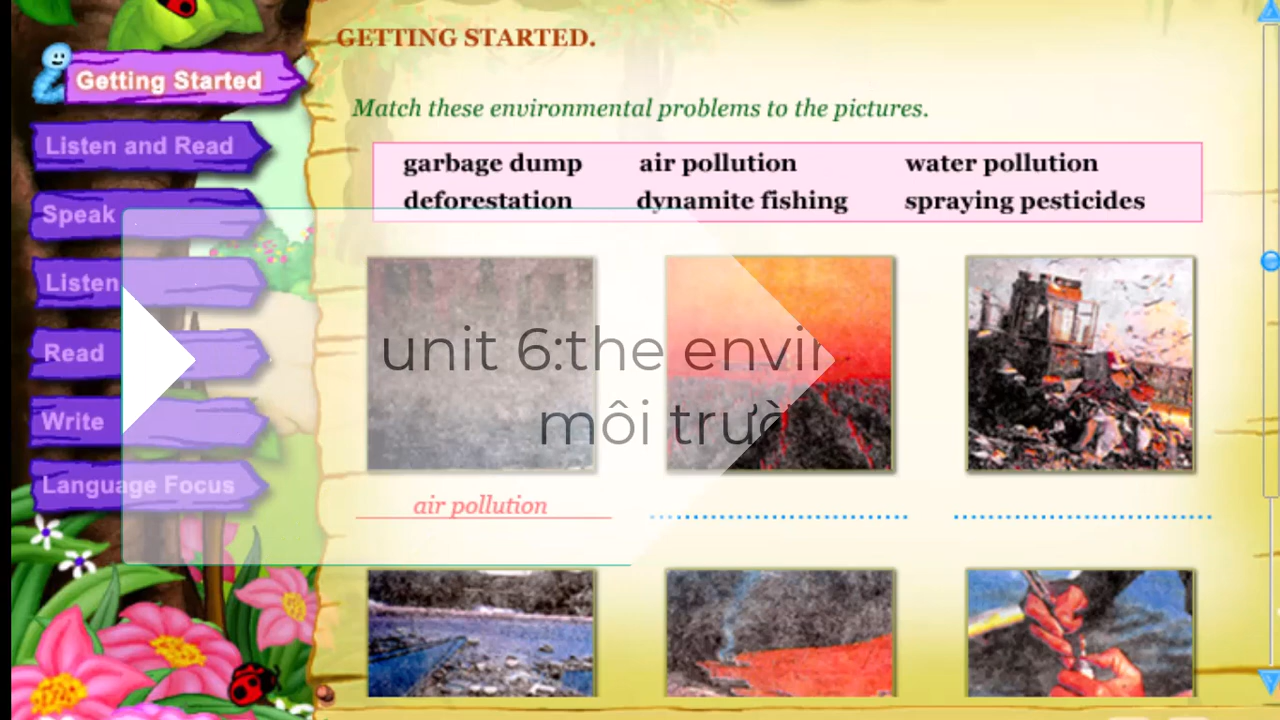 GETTING STARTED.
Getting Started
Match these environmental problems to the pictures.
Listen and Read
garbage dump air pollution water pollution
deforestation dynamite fishing spraying pesticides
Speak
Listen
unit 6:the envir
Read
môi trườ
Write
Language Focus
air pollution